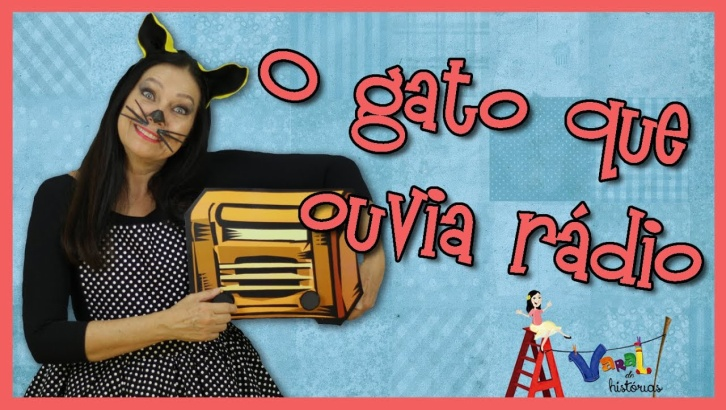 O gato que
ouvia rádio
Varal
de
histórias